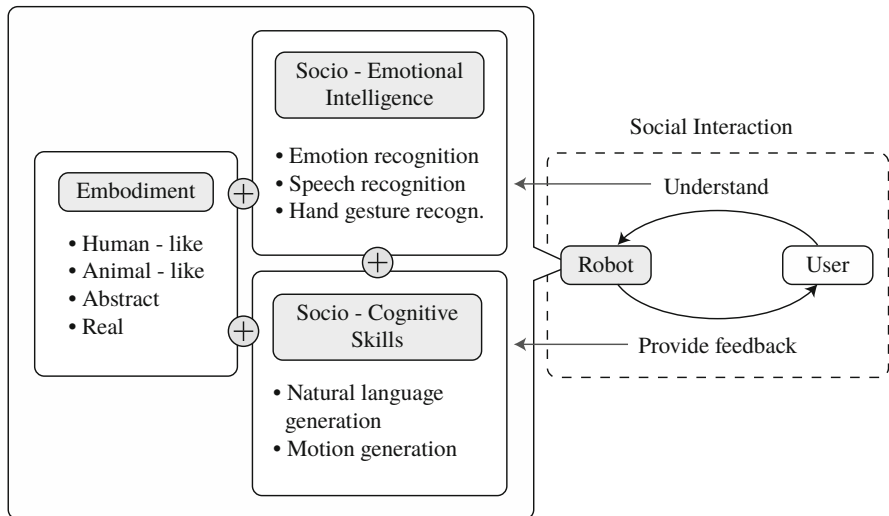 Socio - Emotional
Intelligence
• Emotion recognition
• Speech recognition
• Hand gesture recogn.
Embodiment
• Human - like
• Animal - like
• Abstract
• Real
Socio - Cognitive
Skills
• Natural language
generation
• Motion generation
Social Interaction
Understand
Robot
User
Provide feedback